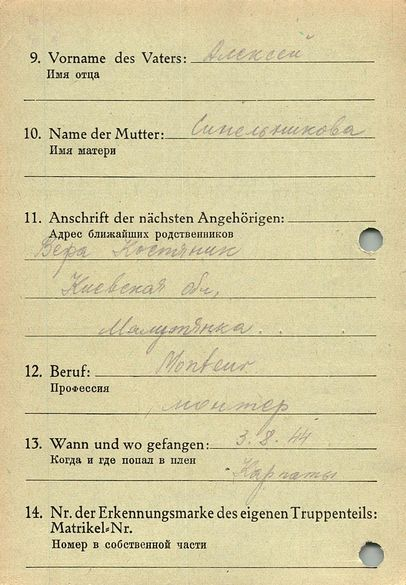 9. Vorname des Vaters: Алексей
Имя отца
10. Name der Mutter: Синельникова
Имя матери
11. Anschrift der nächsten Angehörigen:
Адрес ближайших родственников
Вера Костяник
Киевская обл,
Малютянка
12. Beruf: Monteur
Профессия
монтер
13. Wann und wo gefangen: 3.8.44
Когда и где попал в плен
Карпаты
14. Nr. der Erkennungsmarke des eigenen Truppenteils:
Matrikel-Nr.
Номер в собственной части